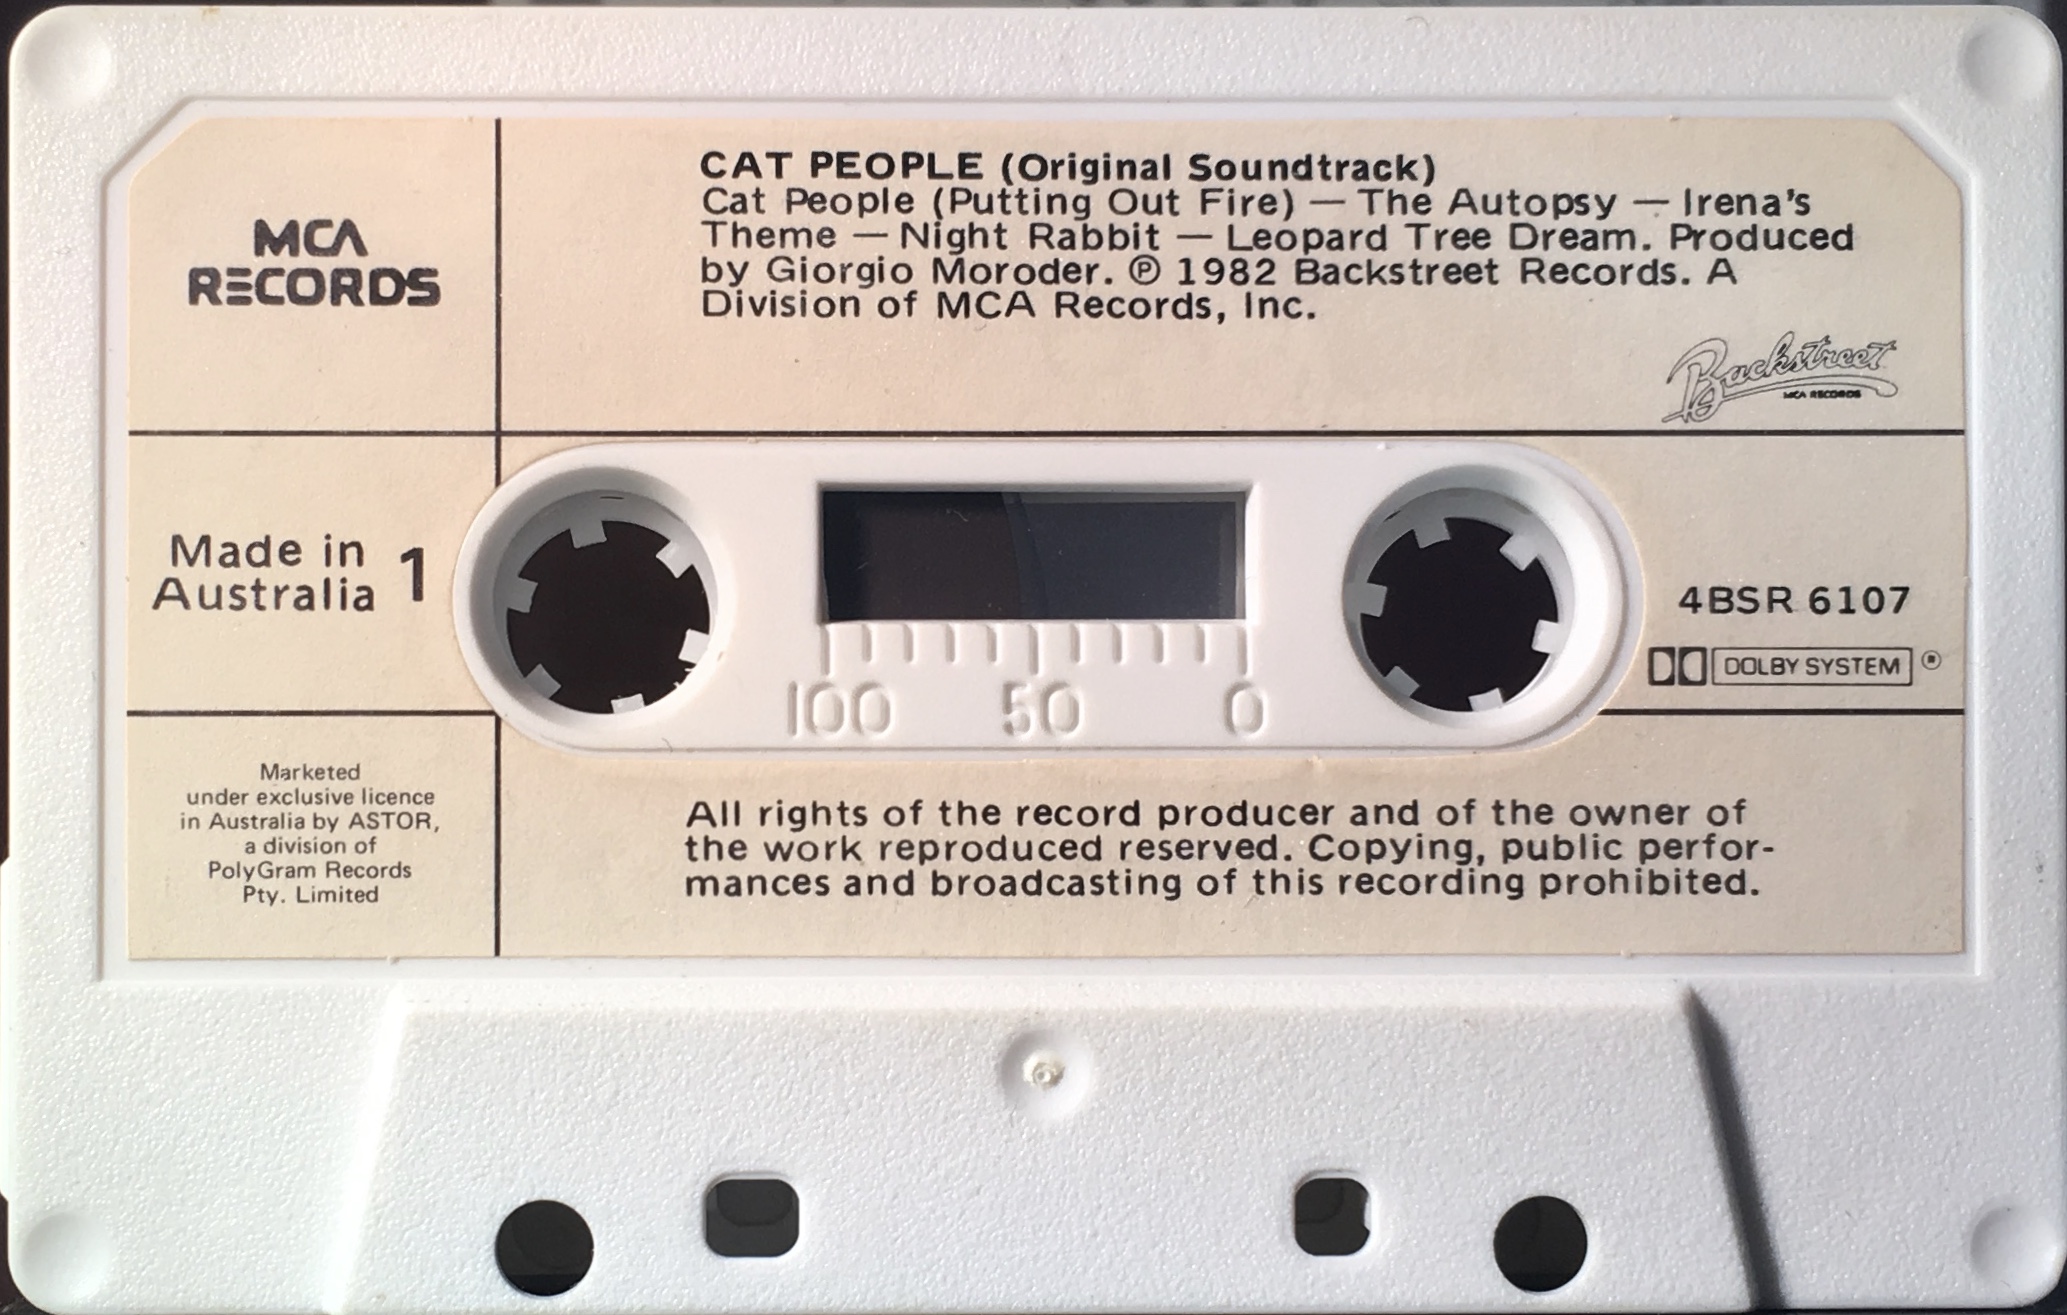 CAT PEOPLE (Original Soundtrack)
Cat People (Putting Out Fire) — The Autopsy — Irena's
Theme — Night Rabbit — Leopard Tree Dream. Produced
by Giorgio Moroder. ℗ 1982 Backstreet Records. A
Division of MCA Records, Inc.
MCA
RECORDS
Backstreet
MCA RECORDS
Made in
Australia
1
4BSR 6107
DOLBY SYSTEM ®
100 50 0
Marketed
under exclusive licence
in Australia by ASTOR,
a division of
PolyGram Records
Pty. Limited
All rights of the record producer and of the owner of
the work reproduced reserved. Copying, public perfor-
mances and broadcasting of this recording prohibited.